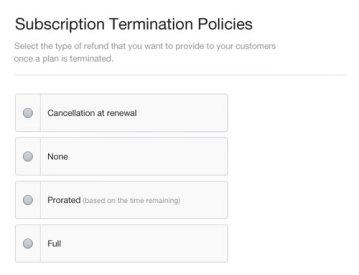 Subscription Termination Policies
Select the type of refund that you want to provide to your customers
once a plan is terminated.
Cancellation at renewal
None
Prorated (based on the time remaining)
Full